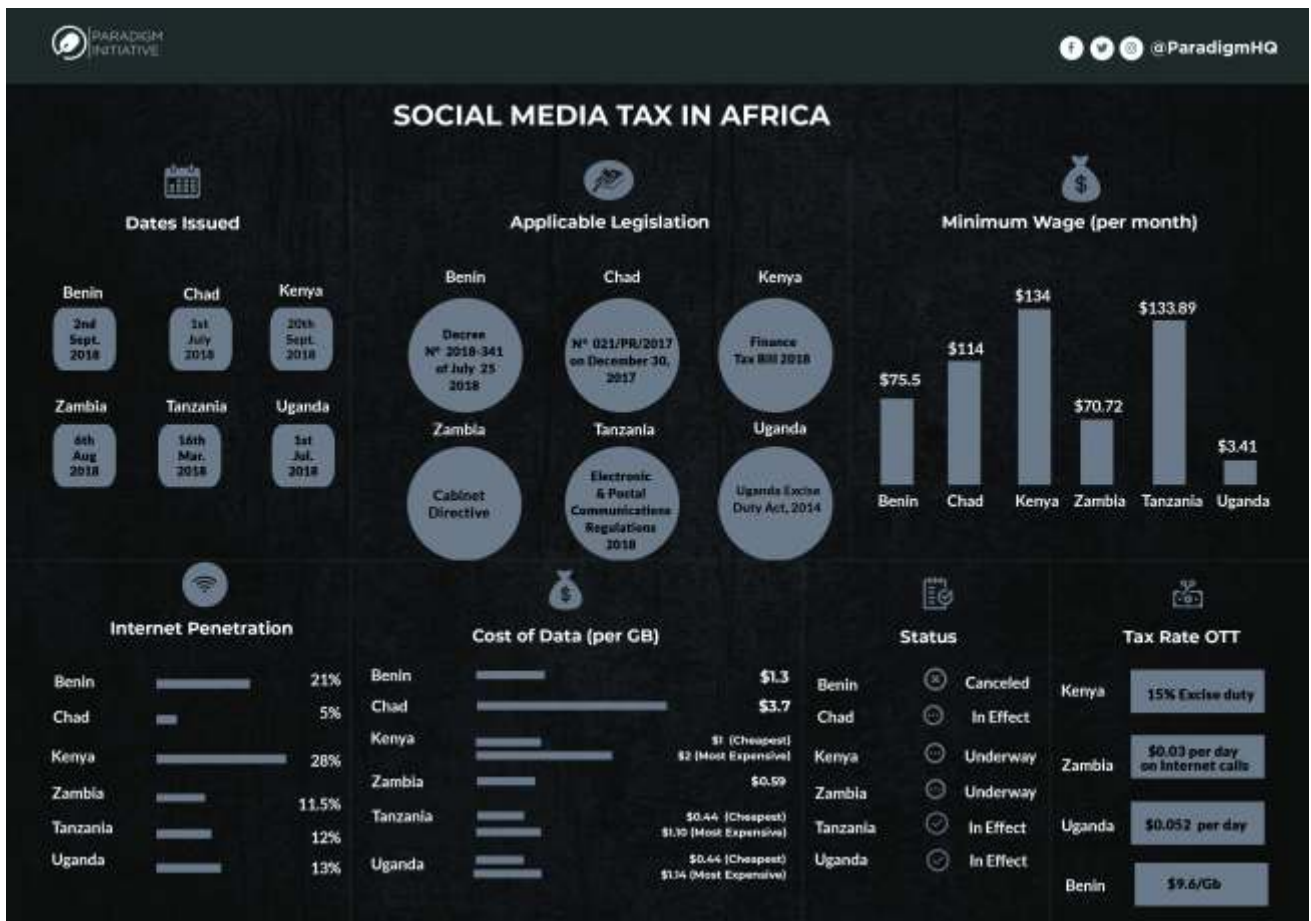 PARADIGM
INITIATIVE
@ParadigmHQ
SOCIAL MEDIA TAX IN AFRICA
Dates Issued
Benin
Chad
Kenya
2nd
Sept.
2018
1st
July
2018
20th
Sept.
2018
Zambia
Tanzania
Uganda
6th
Aug
2018
16th
Mar.
2018
1st
Jul.
2018
Applicable Legislation
Benin
Chad
Kenya
Decree
N° 2018-341
of July 25
2018
N° 021/PR/2017
on December 30,
2017
Finance
Tax Bill 2018
Zambia
Tanzania
Uganda
Cabinet
Directive
Electronic
& Postal
Communications
Regulations
2018
Uganda Excise
Duty Act, 2014
Minimum Wage (per month)
$75.5
$114
$134
$70.72
$133.89
$3.41
Benin
Chad
Kenya
Zambia
Tanzania
Uganda
Internet Penetration
Benin 21%
Chad 5%
Kenya 28%
Zambia 11.5%
Tanzania 12%
Uganda 13%
Cost of Data (per GB)
Benin $1.3
Chad $3.7
Kenya $1 (Cheapest)
$2 (Most Expensive)
Zambia $0.59
Tanzania $0.44 (Cheapest)
$1.10 (Most Expensive)
Uganda $0.44 (Cheapest)
$1.14 (Most Expensive)
Status
Benin Canceled
Chad In Effect
Kenya Underway
Zambia Underway
Tanzania In Effect
Uganda In Effect
Tax Rate OTT
Kenya 15% Excise duty
Zambia $0.03 per day
on Internet calls
Uganda $0.052 per day
Benin $9.6/Gb